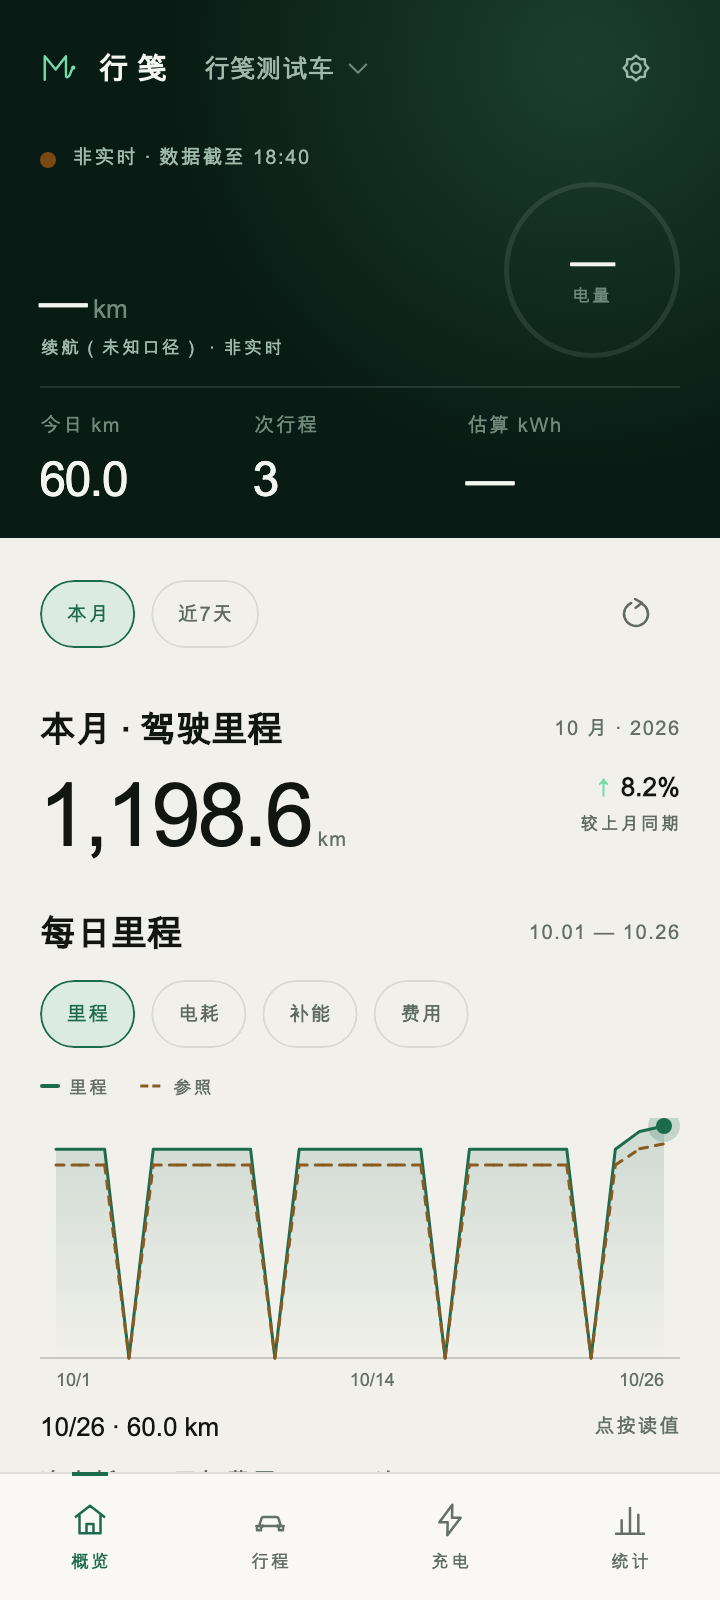 行笺 行笺测试车
非实时 · 数据截至 18:40
— km
— 电量
续航（未知口径）· 非实时
今日 km 次行程 估算 kWh
60.0 3 —
本月 近7天
本月 · 驾驶里程 10 月 · 2026
1,198.6 km ↑ 8.2%
较上月同期
每日里程 10.01 — 10.26
里程 电耗 补能 费用
里程 参照
10/1 10/14 10/26
10/26 · 60.0 km 点按读值
概览 行程 充电 统计